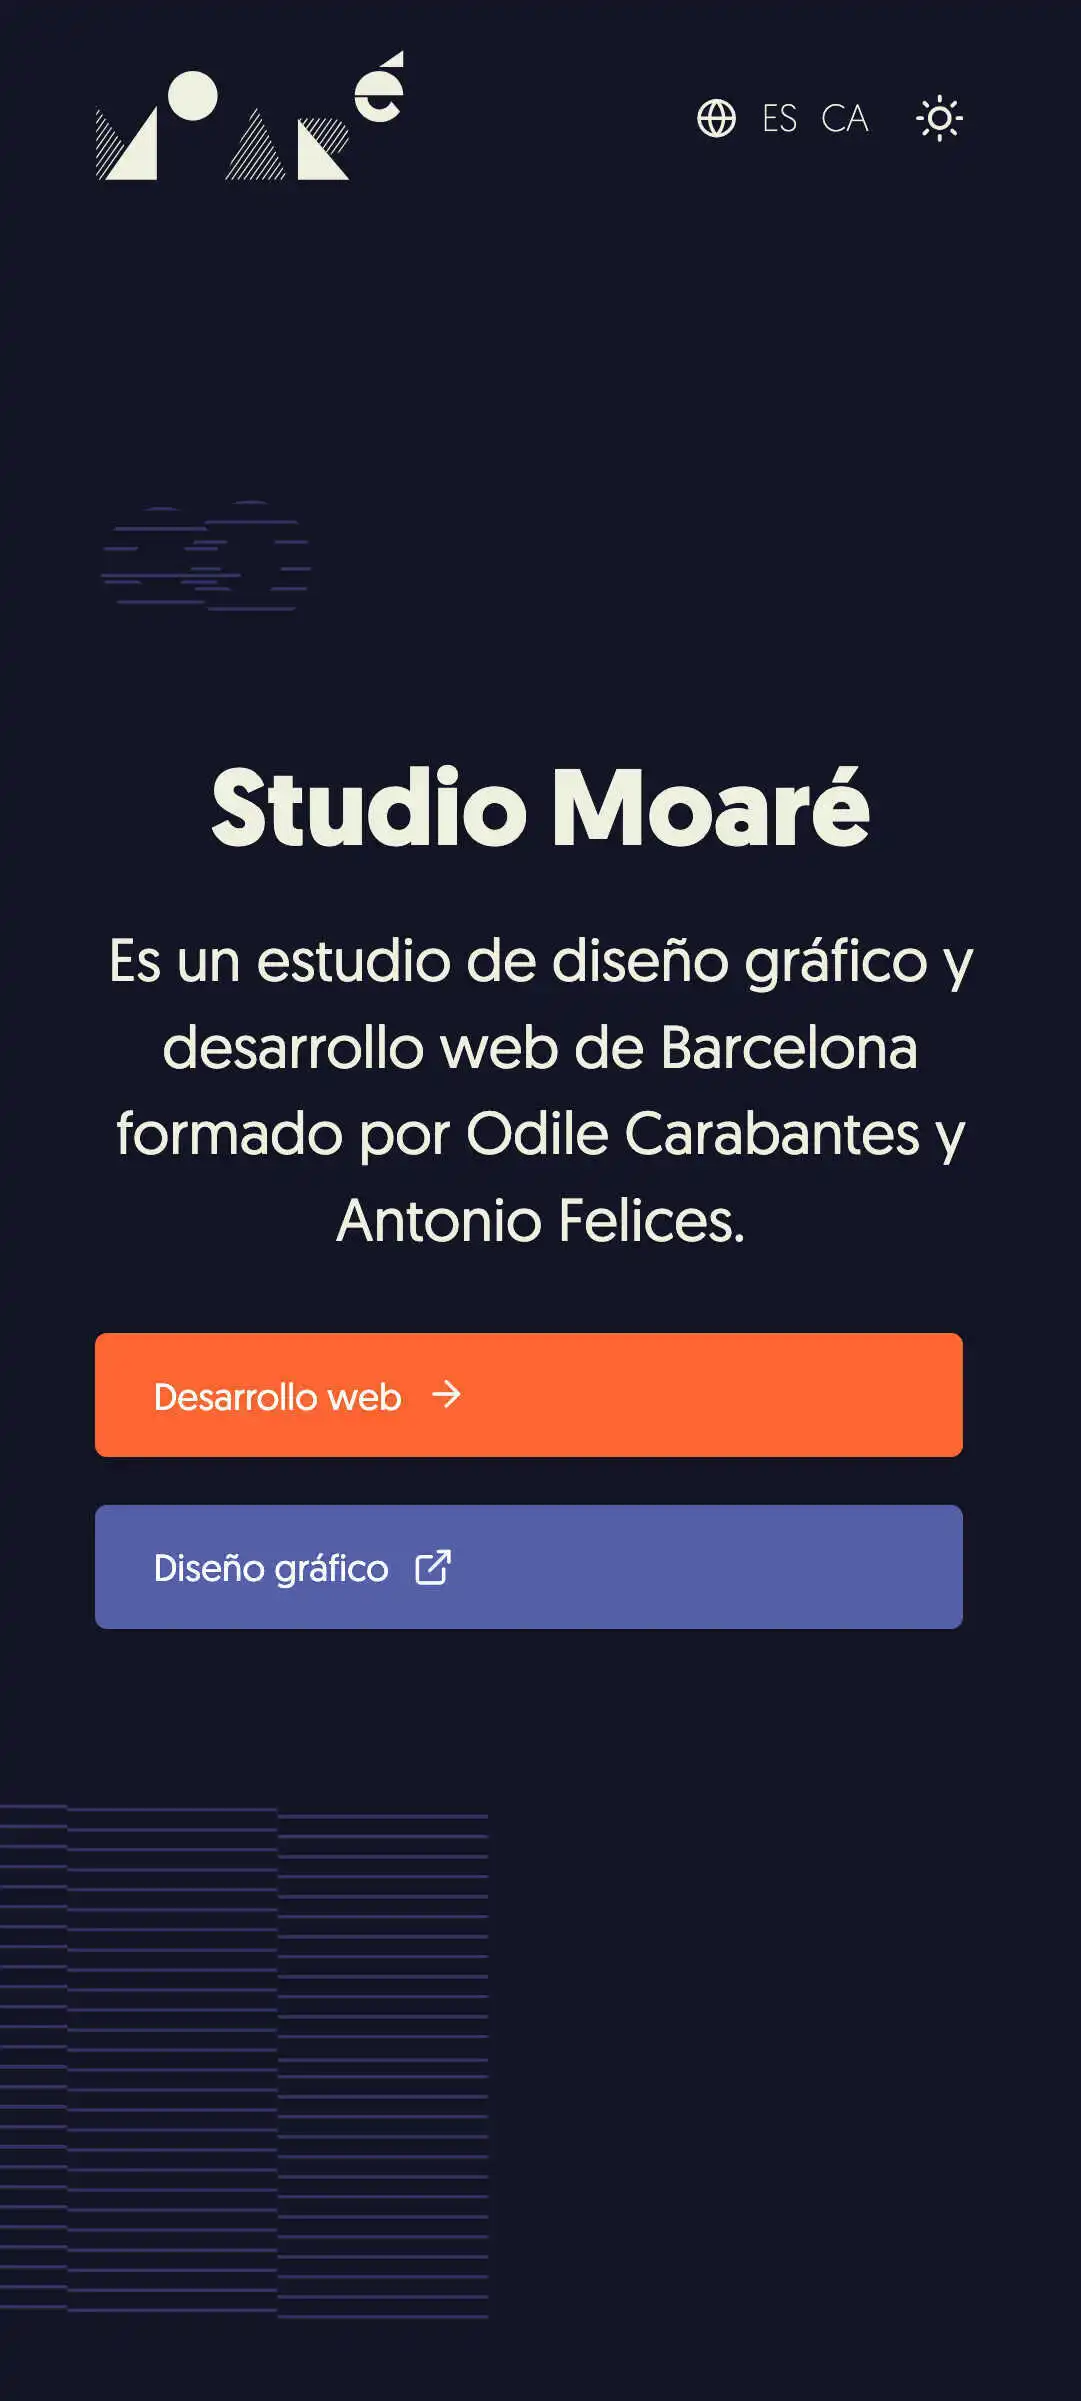 MOARé
ES CA
Studio Moaré
Es un estudio de diseño gráfico y
desarrollo web de Barcelona
formado por Odile Carabantes y
Antonio Felices.
Desarrollo web
Diseño gráfico